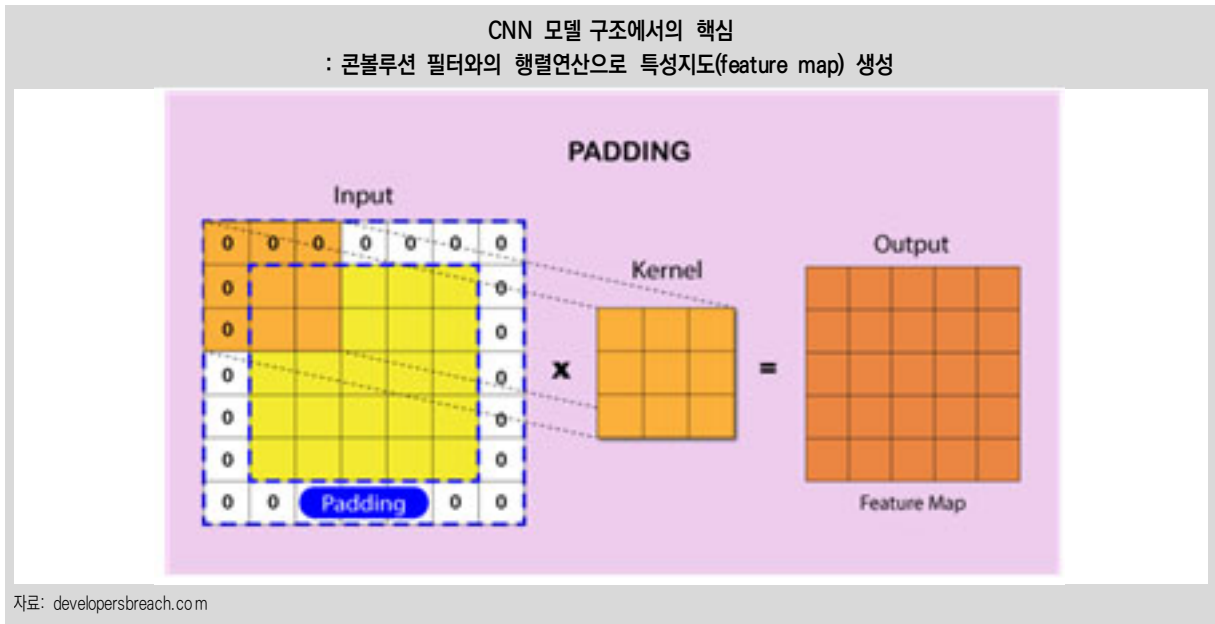 CNN 모델 구조에서의 핵심
: 콘볼루션 필터와의 행렬연산으로 특성지도(feature map) 생성
PADDING
Input
Output
Kernel
0 0 0 0 0 0 0
0 0
0 0
0 0
x =
0 0
0 0
0 0 Padding 0 0
Feature Map
자료: developersbreach.com